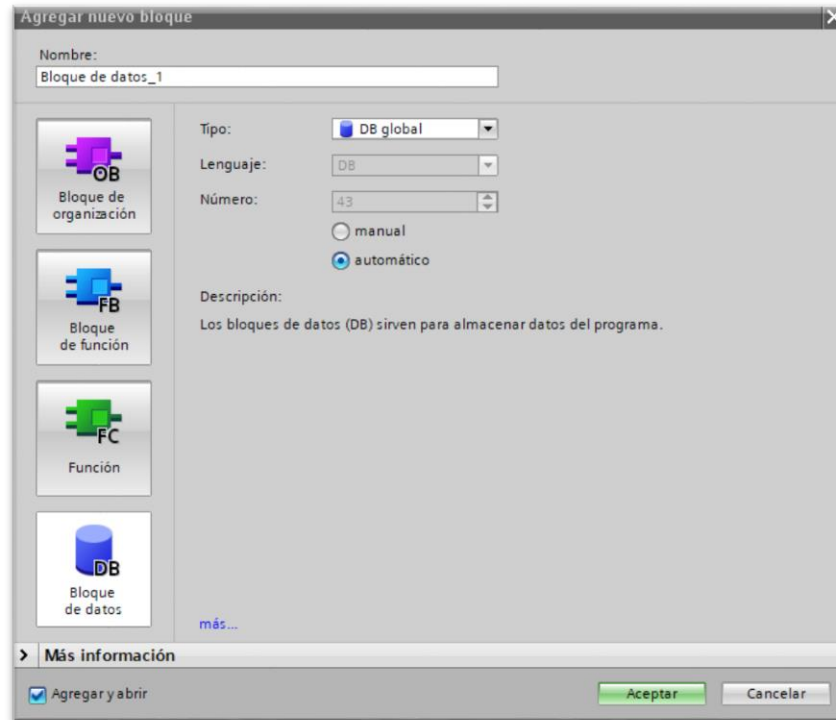 Agregar nuevo bloque
Nombre:
Bloque de datos_1
OB
Bloque de
organización
FB
Bloque
de función
FC
Función
DB
Bloque
de datos
Tipo: DB global
Lenguaje: DB
Número: 43
manual
automático
Descripción:
Los bloques de datos (DB) sirven para almacenar datos del programa.
más...
Más información
Agregar y abrir
Aceptar Cancelar